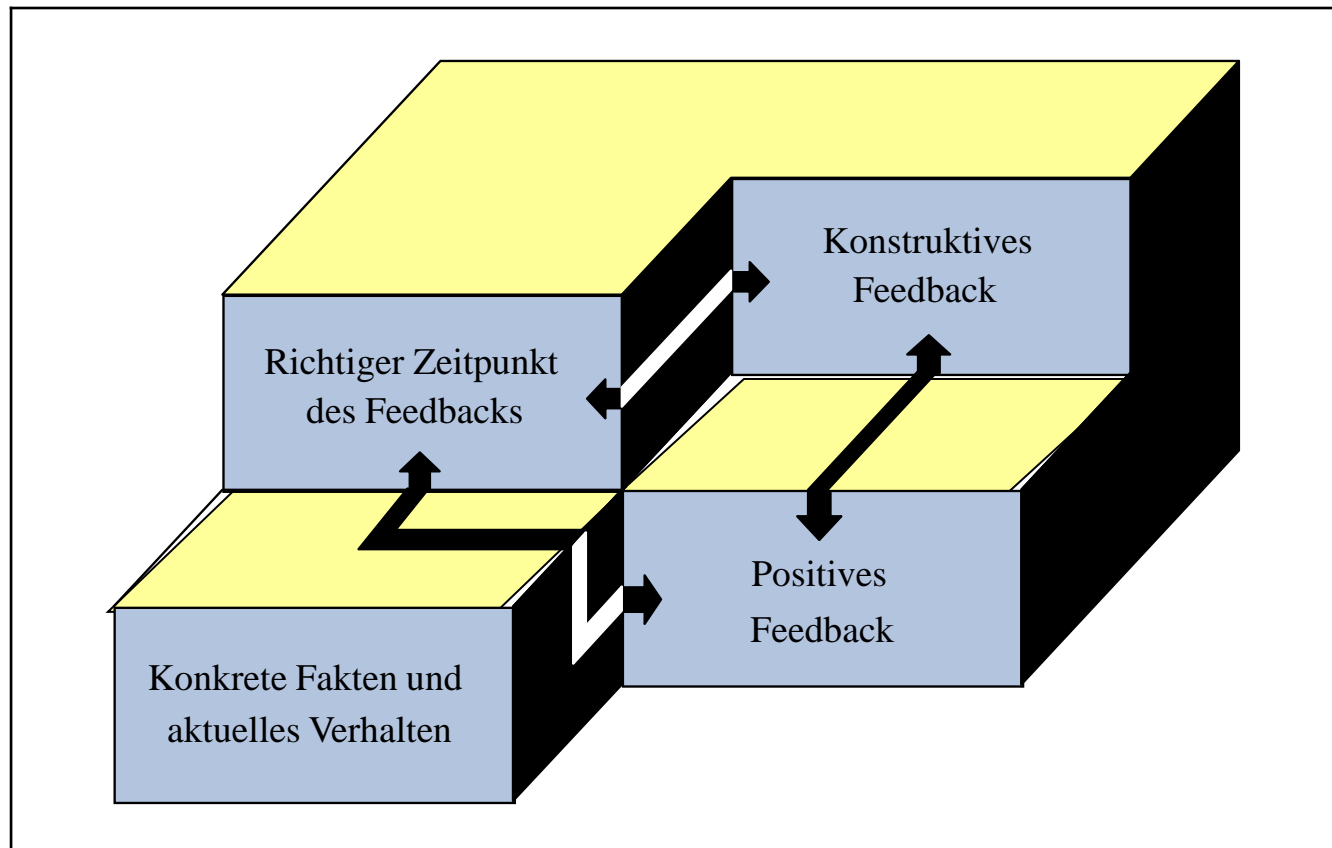 Konstruktives
Feedback
Richtiger Zeitpunkt
des Feedbacks
Positives
Feedback
Konkrete Fakten und
aktuelles Verhalten